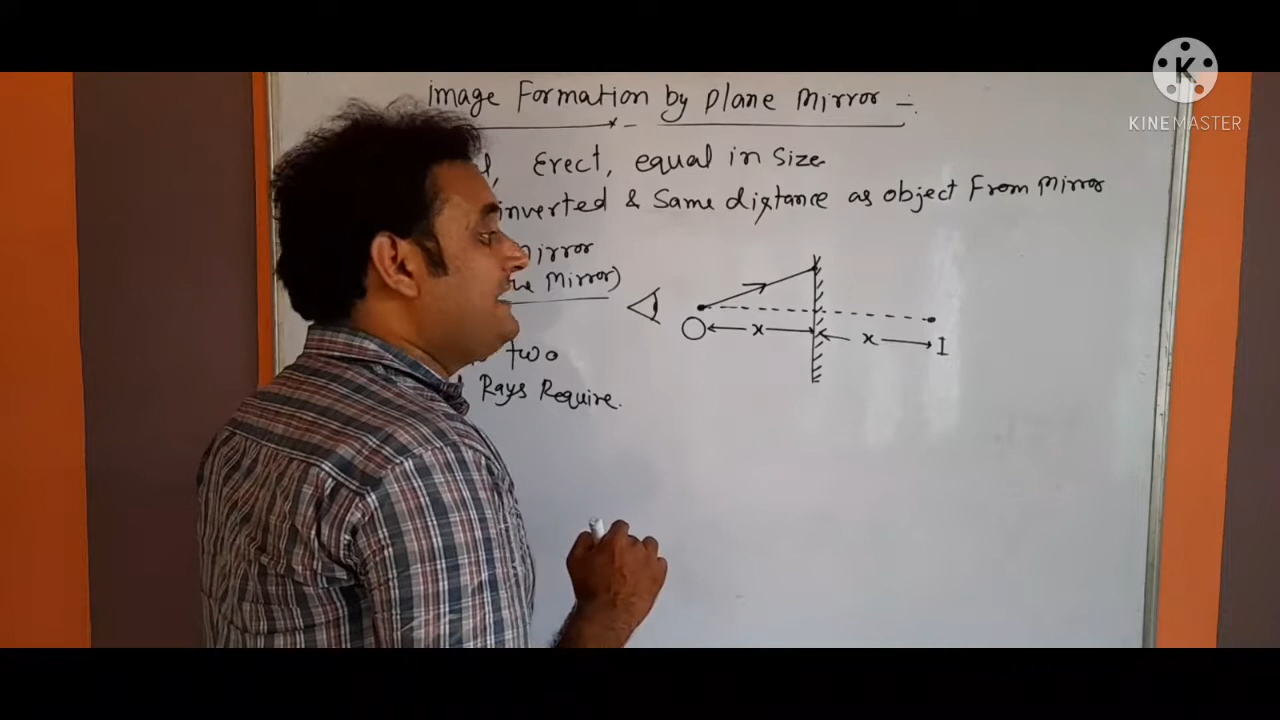 Image Formation by Plane Mirror :-
Erect, equal in Size
inverted & Same distance as object From Mirror
Mirror
Mirror)
two
Rays Require.
O
x
x
I
K
KINEMASTER